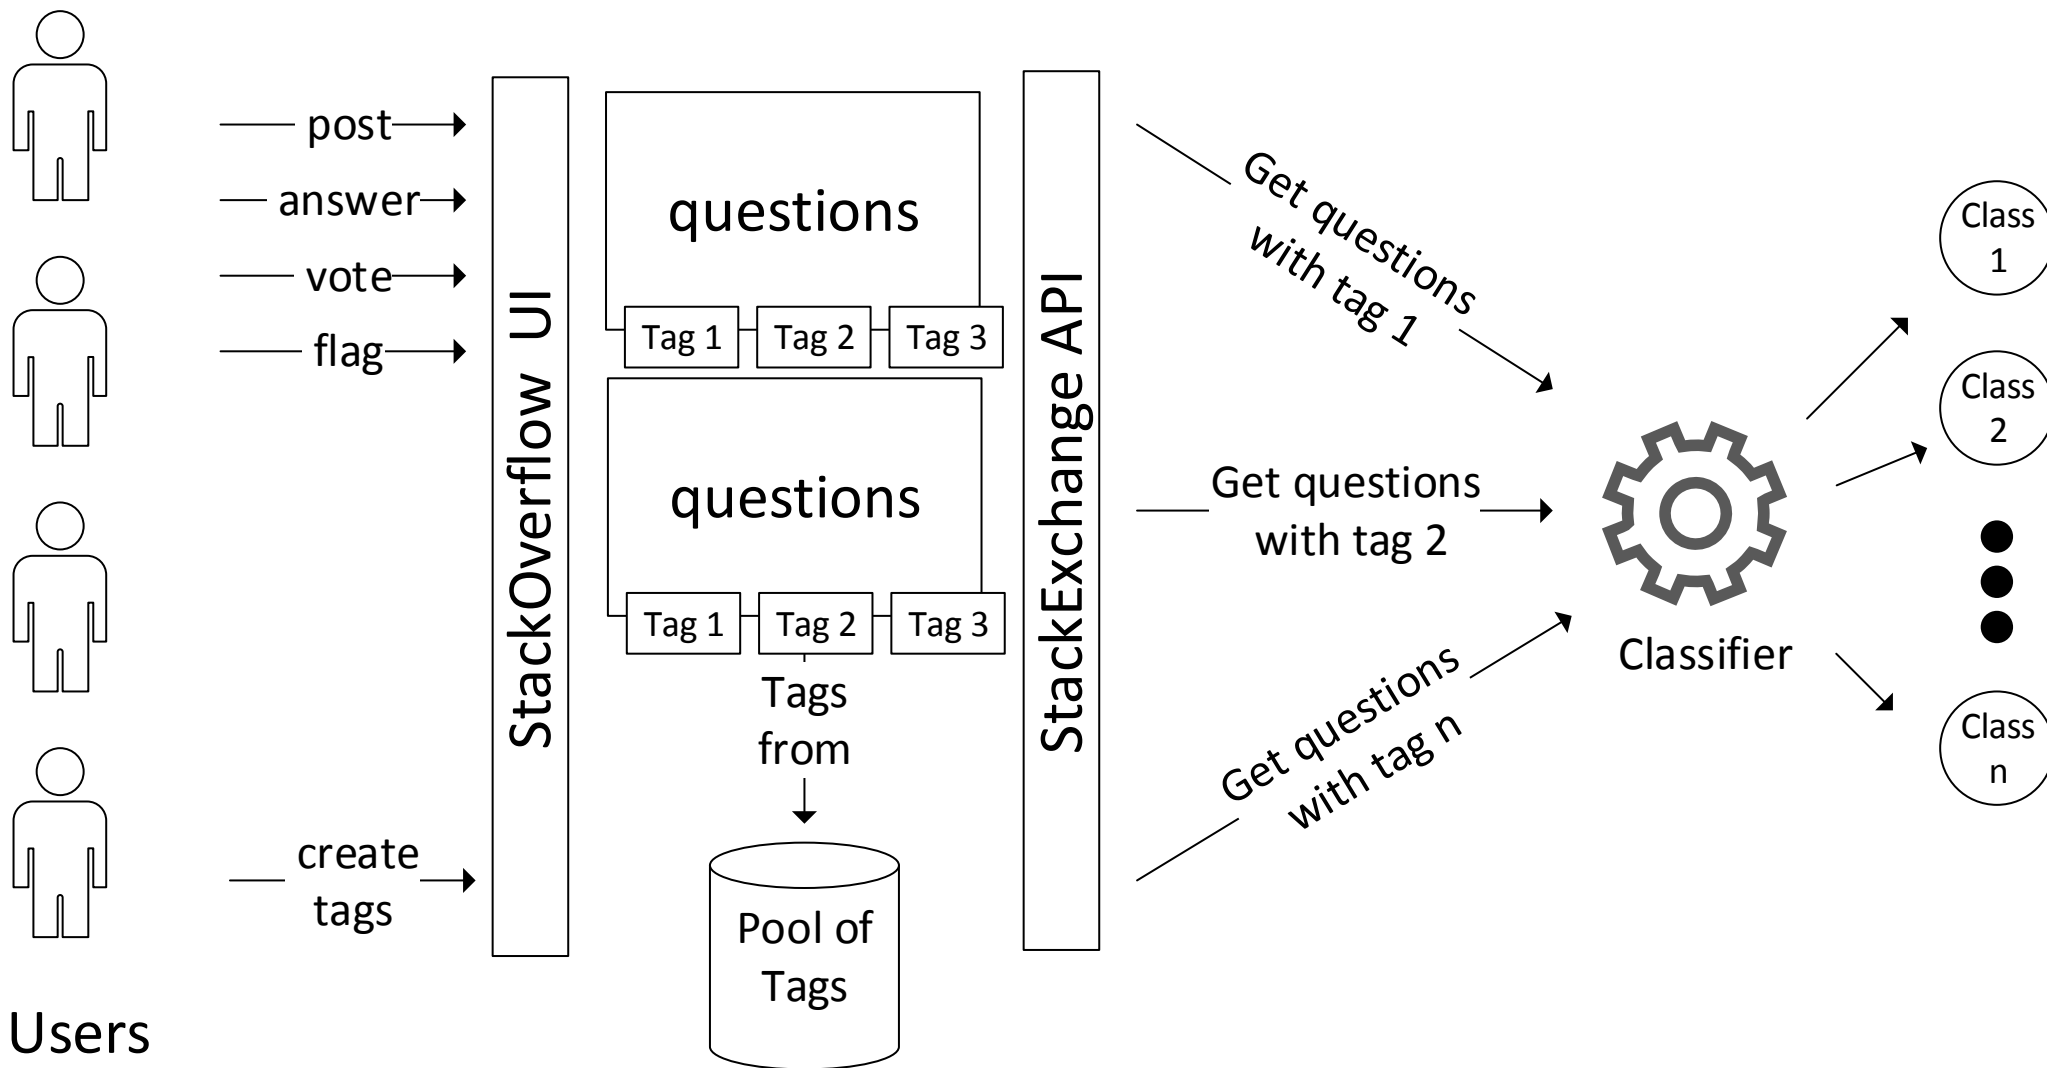 post
answer
vote
flag
create
tags
Users
StackOverflow UI
questions
Tag 1
Tag 2
Tag 3
questions
Tag 1
Tag 2
Tag 3
Tags
from
Pool of
Tags
StackExchange API
Get questions
with tag 1
Get questions
with tag 2
Get questions
with tag n
Classifier
Class
1
Class
2
Class
n